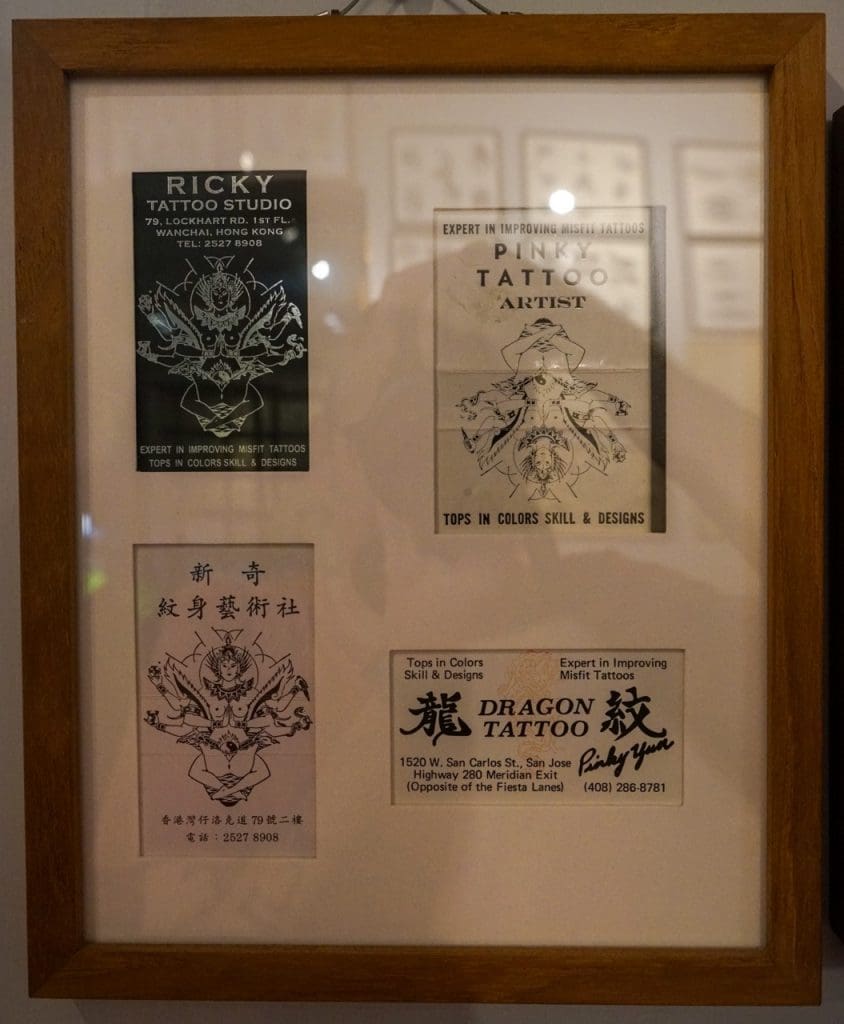 RICKY
TATTOO STUDIO
79, LOCKHART RD. 1ST FL.
WANCHAI, HONG KONG
TEL: 2527 8908
EXPERT IN IMPROVING MISFIT TATTOOS
TOPS IN COLORS SKILL & DESIGNS
EXPERT IN IMPROVING MISFIT TATTOOS
PINKY
TATTOO
ARTIST
TOPS IN COLORS SKILL & DESIGNS
新奇
紋身藝術社
香港灣仔洛克道79號二樓
電話：2527 8908
Tops in Colors
Skill & Designs
Expert in Improving
Misfit Tattoos
龍 DRAGON TATTOO 紋
Pinky Yun
1520 W. San Carlos St., San Jose
Highway 280 Meridian Exit
(Opposite of the Fiesta Lanes)
(408) 286-8781